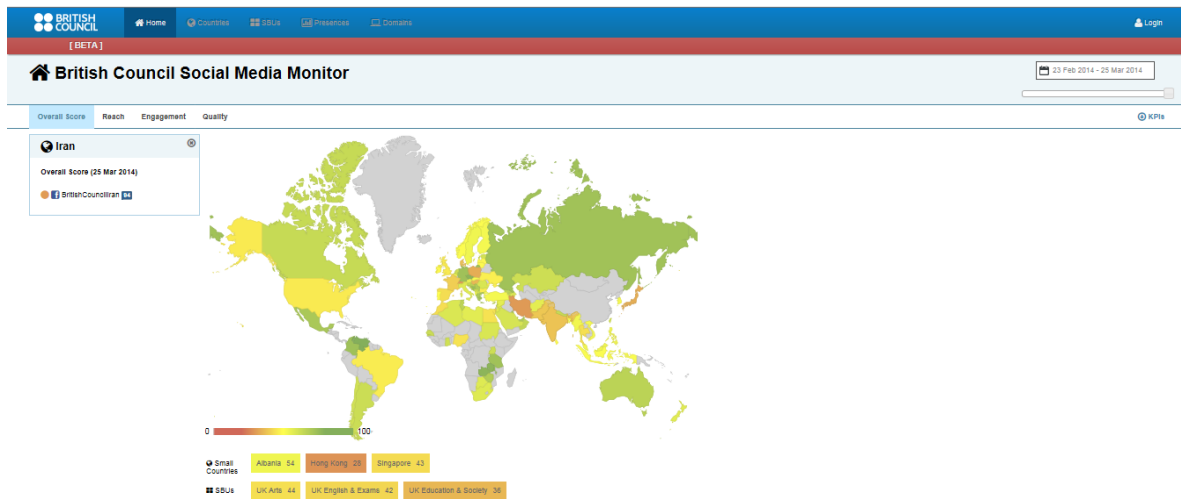 BRITISH COUNCIL
Home
Countries
SBUs
Presences
Domains
Login
[ BETA ]
British Council Social Media Monitor
23 Feb 2014 - 25 Mar 2014
Overall Score
Reach
Engagement
Quality
KPIs
Iran
Overall Score (25 Mar 2014)
BritishCouncilIran
0
100
Small Countries
Albania 54
Hong Kong 28
Singapore 43
SBUs
UK Arts 44
UK English & Exams 42
UK Education & Society 36